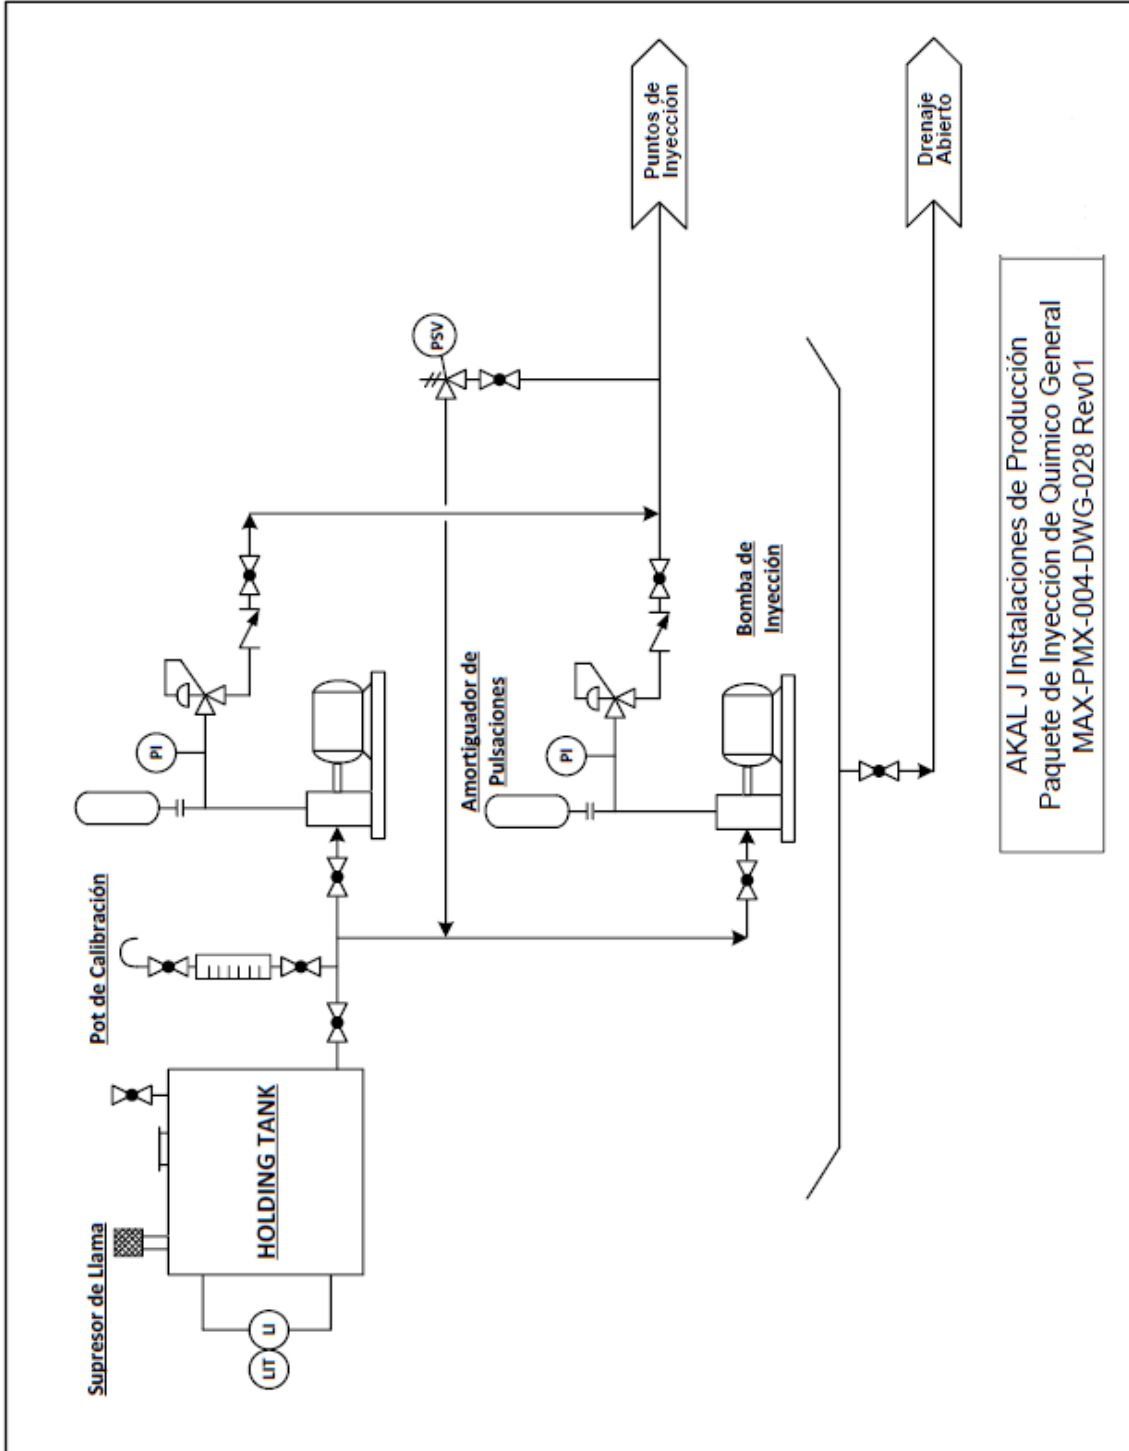 Supresor de Llama
Pot de Calibración
PI
LIT
LI
HOLDING TANK
PSV
Amortiguador de
Pulsaciones
PI
Puntos de
Inyección
Bomba de
Inyección
Drenaje
Abierto
AKAL J Instalaciones de Producción
Paquete de Inyección de Quimico General
MAX-PMX-004-DWG-028 Rev01